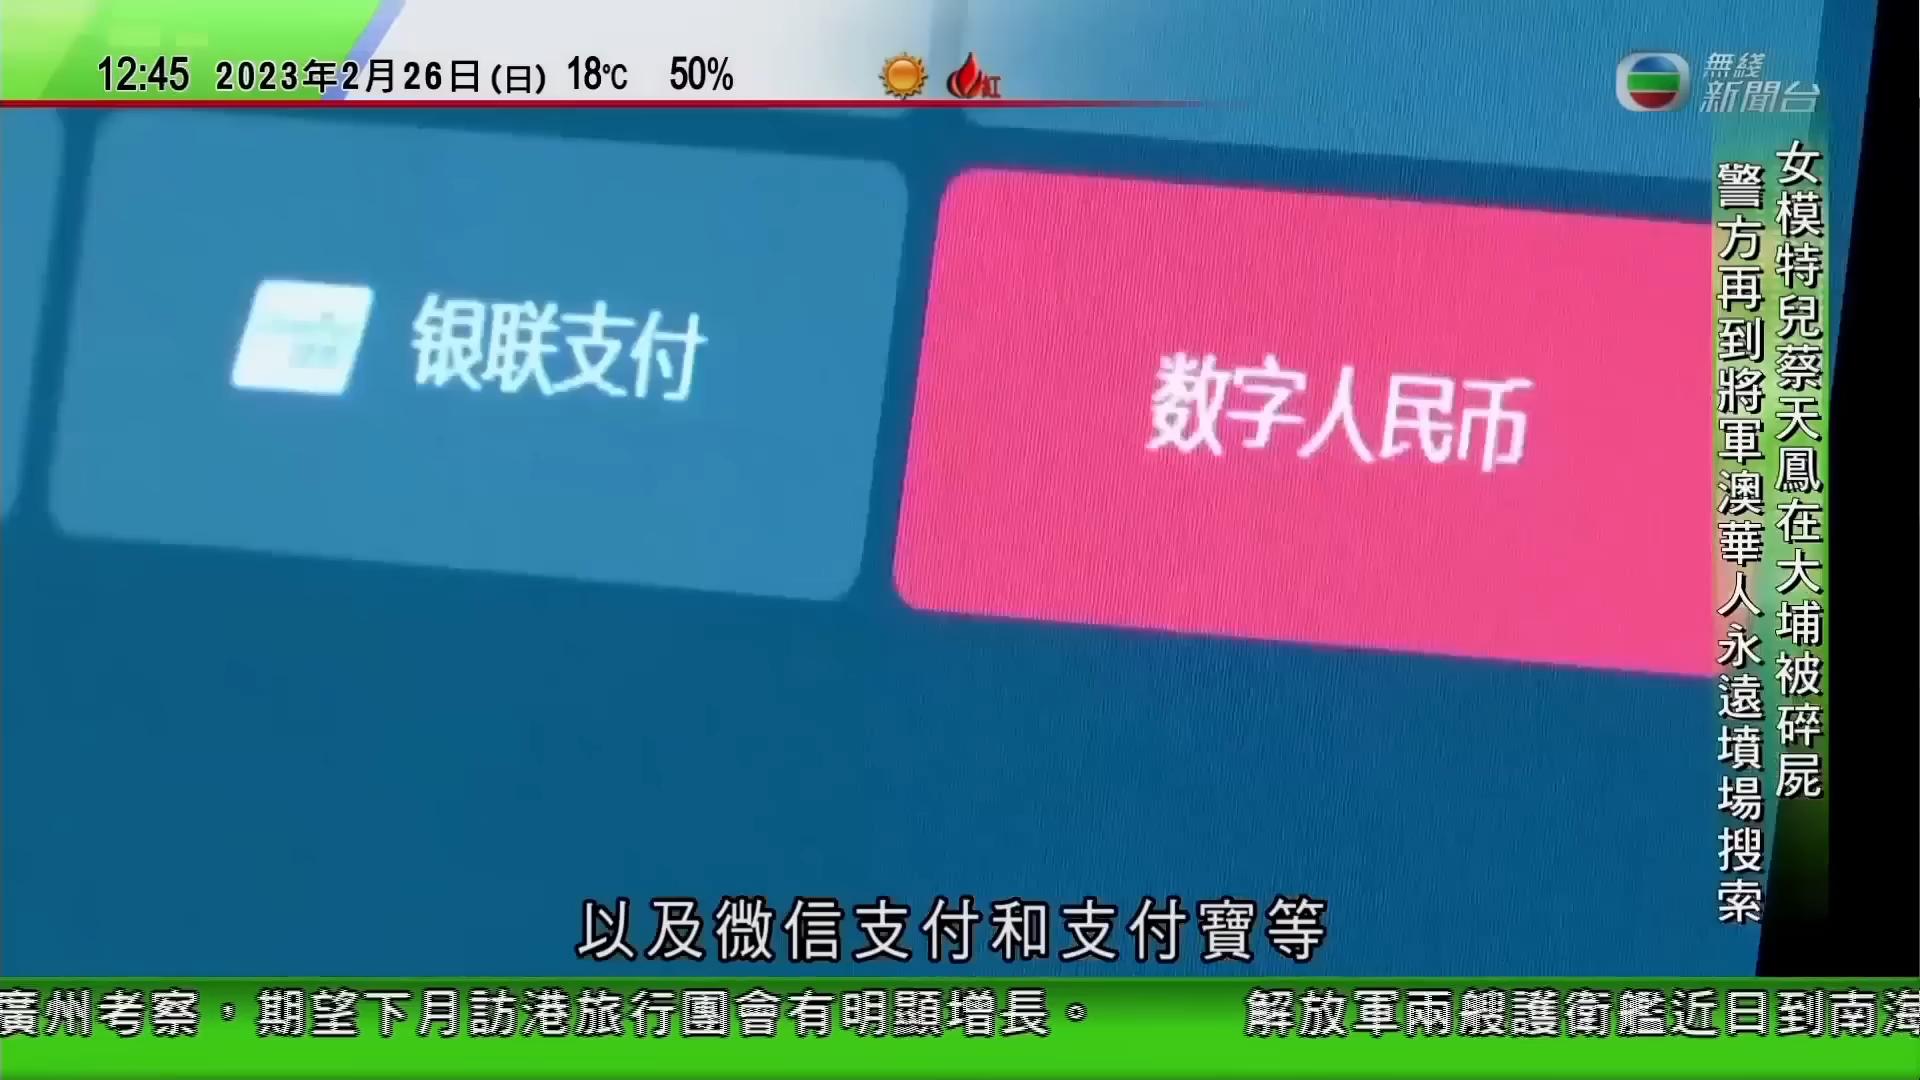 12:45 2023年2月26日(日) 18℃ 50%
紅
無綫
新聞台
女模特兒蔡天鳳在大埔被碎屍
警方再到將軍澳華人永遠墳場搜索
银联支付
数字人民币
以及微信支付和支付寶等
廣州考察,期望下月訪港旅行團會有明顯增長。 解放軍兩艘護衛艦近日到南海